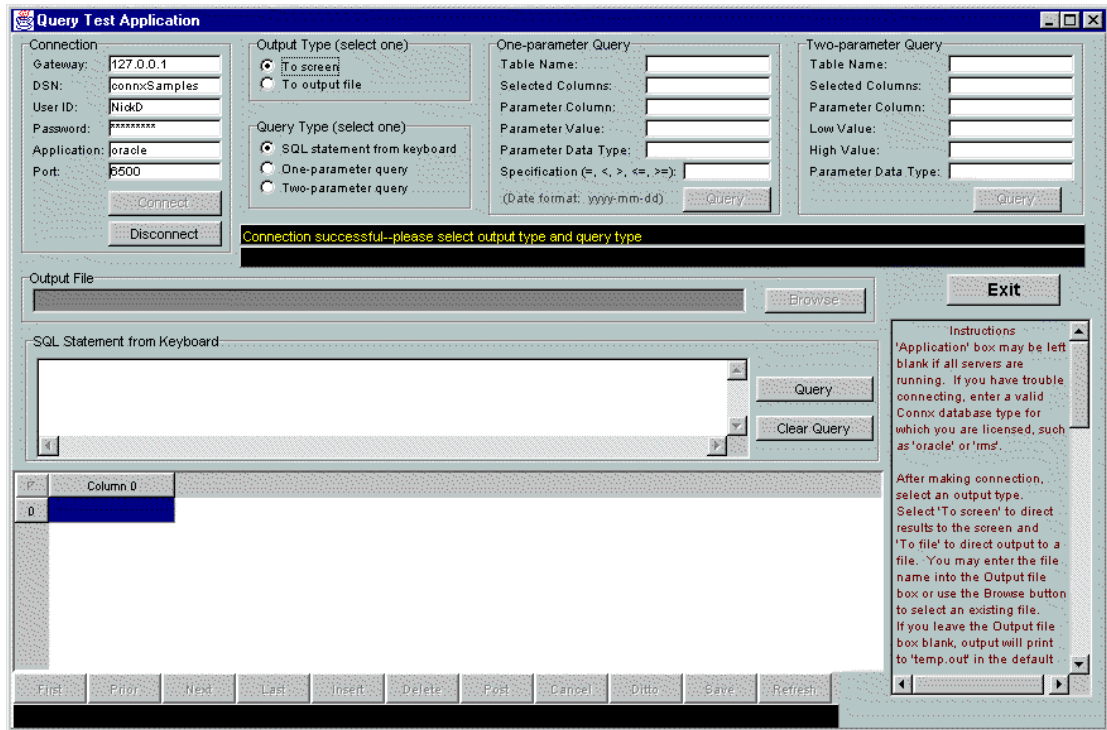 Query Test Application
Connection
Gateway: 127.0.0.1
DSN: connxSamples
User ID: NickD
Password: *********
Application: oracle
Port: 6500
Connect
Disconnect
Output Type (select one)
To screen
To output file
Query Type (select one)
SQL statement from keyboard
One-parameter query
Two-parameter query
One-parameter Query
Table Name:
Selected Columns:
Parameter Column:
Parameter Value:
Parameter Data Type:
Specification (=, <, >, <=, >=):
(Date format: yyyy-mm-dd) Query
Two-parameter Query
Table Name:
Selected Columns:
Parameter Column:
Low Value:
High Value:
Parameter Data Type:
Query
Connection successful--please select output type and query type
Output File
Browse
Exit
SQL Statement from Keyboard
Query
Clear Query
Column 0
0
Instructions
'Application' box may be left
blank if all servers are
running. If you have trouble
connecting, enter a valid
Connx database type for
which you are licensed, such
as 'oracle' or 'rms'.
After making connection,
select an output type.
Select 'To screen' to direct
results to the screen and
'To file' to direct output to a
file. You may enter the file
name into the Output file
box or use the Browse button
to select an existing file.
If you leave the Output file
box blank, output will print
to 'temp.out' in the default
First Prior Next Last Insert Delete Post Cancel Ditto Save Refresh